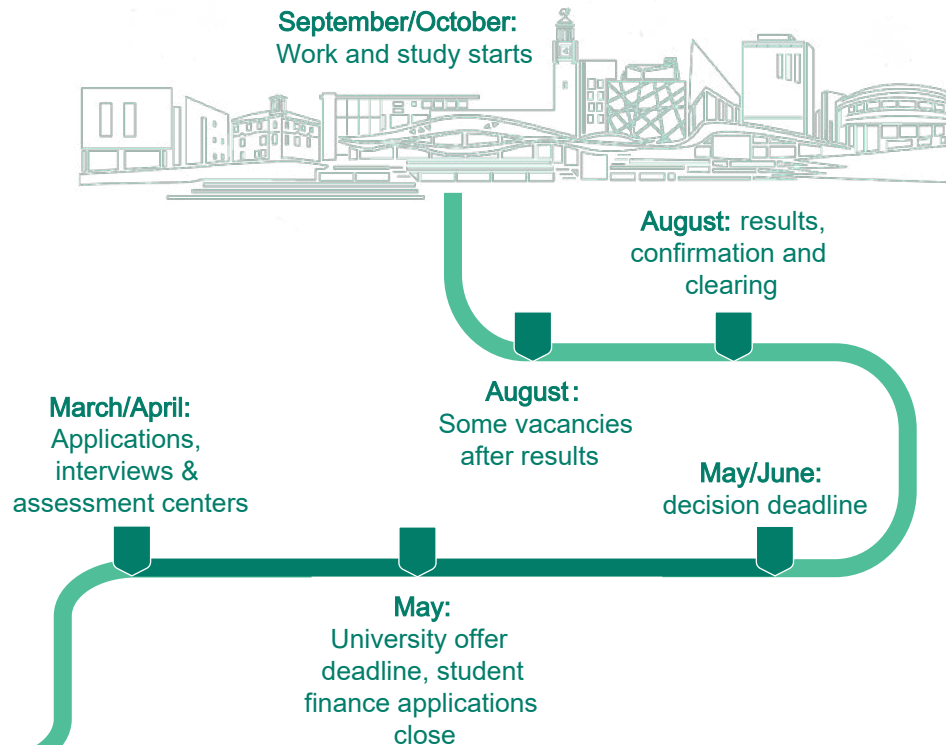 September/October:
Work and study starts
August: results,
confirmation and
clearing
August:
Some vacancies
after results
March/April:
Applications,
interviews &
assessment centers
May/June:
decision deadline
May:
University offer
deadline, student
finance applications
close